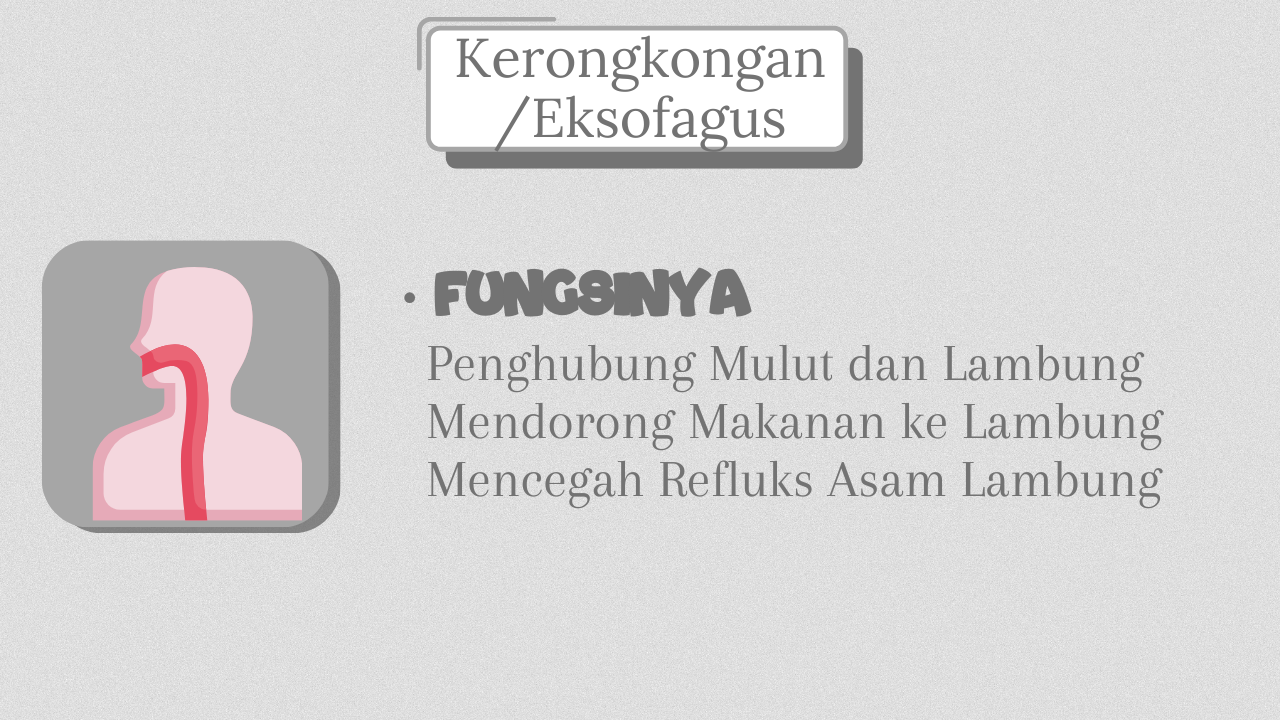 Kerongkongan
/Eksofagus
• FUNGSINYA
Penghubung Mulut dan Lambung
Mendorong Makanan ke Lambung
Mencegah Refluks Asam Lambung